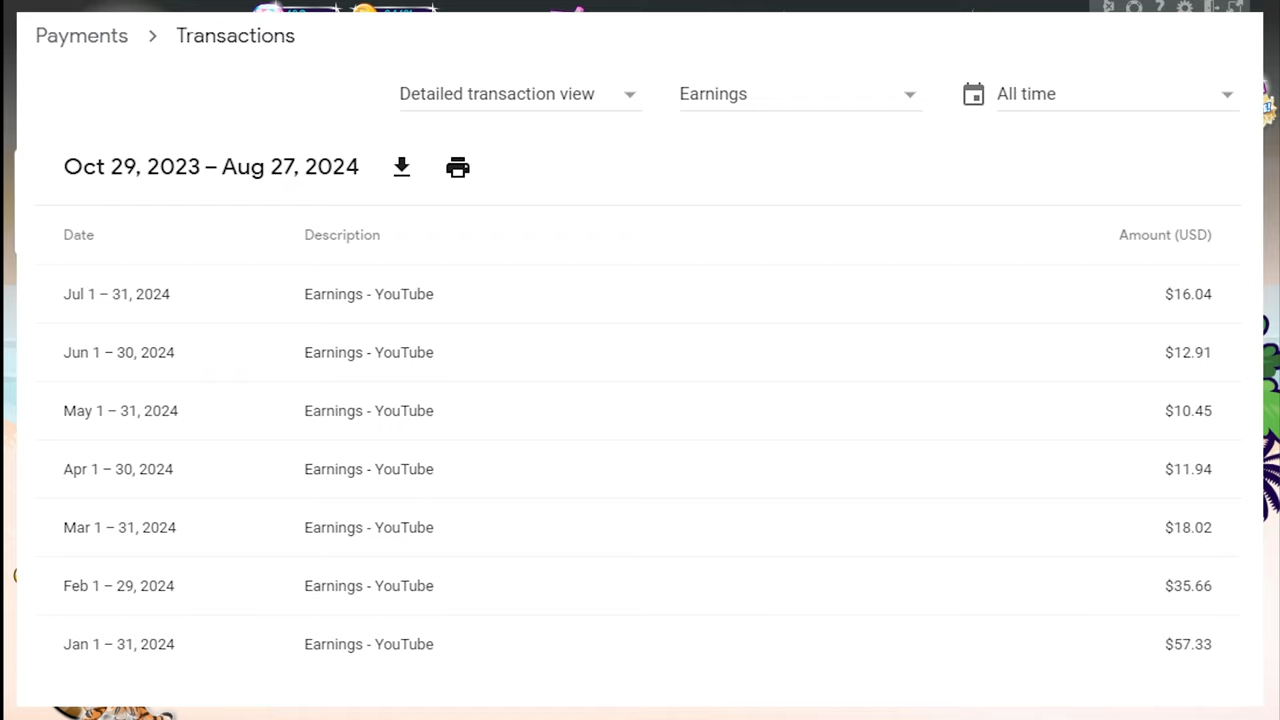 Payments > Transactions
Detailed transaction view Earnings All time
Oct 29, 2023 – Aug 27, 2024
Date Description Amount (USD)
Jul 1 – 31, 2024 Earnings - YouTube $16.04
Jun 1 – 30, 2024 Earnings - YouTube $12.91
May 1 – 31, 2024 Earnings - YouTube $10.45
Apr 1 – 30, 2024 Earnings - YouTube $11.94
Mar 1 – 31, 2024 Earnings - YouTube $18.02
Feb 1 – 29, 2024 Earnings - YouTube $35.66
Jan 1 – 31, 2024 Earnings - YouTube $57.33